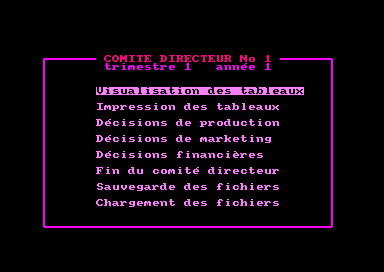 COMITE DIRECTEUR No 1
trimestre 1 année 1
Visualisation des tableaux
Impression des tableaux
Décisions de production
Décisions de marketing
Décisions financières
Fin du comité directeur
Sauvegarde des fichiers
Chargement des fichiers